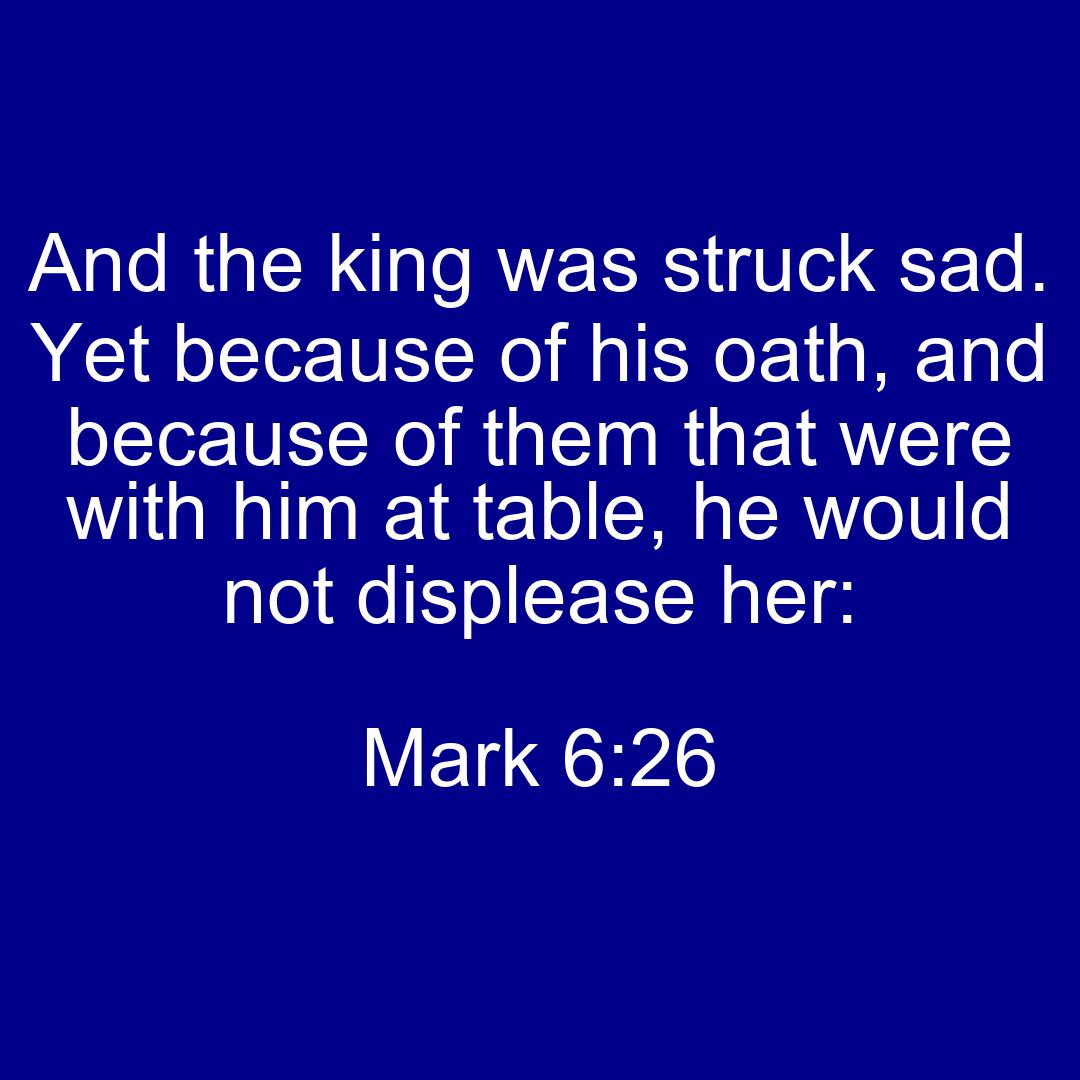 And the king was struck sad.
Yet because of his oath, and
because of them that were
with him at table, he would
not displease her:
Mark 6:26